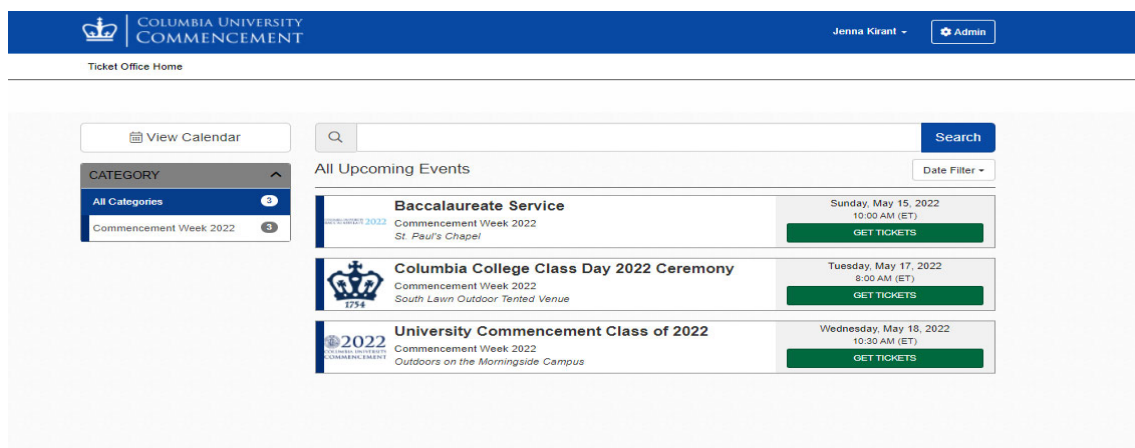 COLUMBIA UNIVERSITY
COMMENCEMENT
Jenna Kirant
Admin
Ticket Office Home
View Calendar
Search
CATEGORY
All Categories 3
Commencement Week 2022 3
All Upcoming Events
Date Filter
2022
Baccalaureate Service
Commencement Week 2022
St. Paul's Chapel
Sunday, May 15, 2022
10:00 AM (ET)
GET TICKETS
1754
Columbia College Class Day 2022 Ceremony
Commencement Week 2022
South Lawn Outdoor Tented Venue
Tuesday, May 17, 2022
8:00 AM (ET)
GET TICKETS
2022
COLUMBIA UNIVERSITY
COMMENCEMENT
University Commencement Class of 2022
Commencement Week 2022
Outdoors on the Morningside Campus
Wednesday, May 18, 2022
10:30 AM (ET)
GET TICKETS